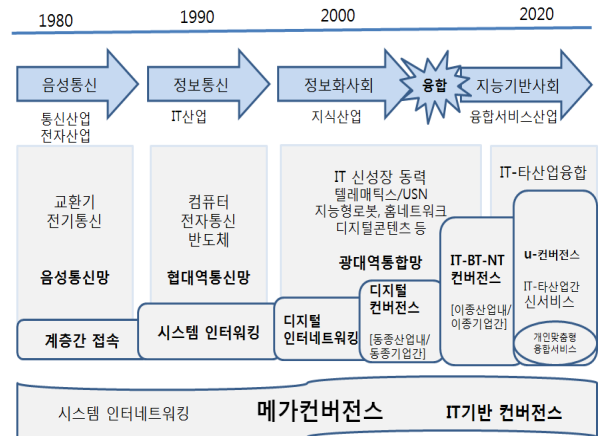 1980
1990
2000
2020
음성통신
정보통신
정보화사회
융합
지능기반사회
통신산업
전자산업
IT산업
지식산업
융합서비스산업
교환기
전기통신
음성통신망
컴퓨터
전자통신
반도체
협대역통신망
IT 신성장 동력
텔레매틱스/USN
지능형로봇, 홈네트워크
디지털콘텐츠 등
광대역통합망
IT-타산업융합
계층간 접속
시스템 인터워킹
디지털
인터네트워킹
디지털
컨버전스
[동종산업내/
동종기업간]
IT-BT-NT
컨버전스
[이종산업내/
이종기업간]
u-컨버전스
IT-타산업간
신서비스
개인맞춤형
융합서비스
시스템 인터네트워킹
메가컨버전스
IT기반 컨버전스